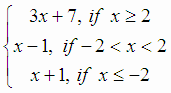 3x + 7, if x ≥ 2
x − 1, if − 2 < x < 2
x + 1, if x ≤ −2